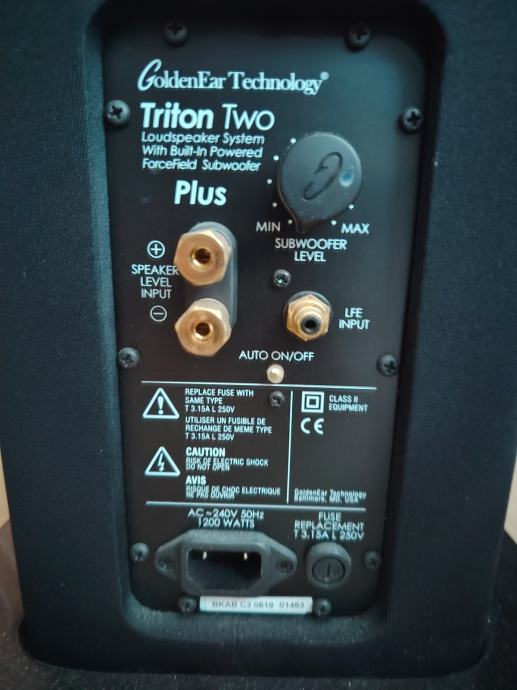 GoldenEar Technology®
Triton Two
Loudspeaker System
With Built-In Powered
ForceField Subwoofer
Plus
MIN MAX
SUBWOOFER
LEVEL
+
SPEAKER
LEVEL
INPUT
−
LFE
INPUT
AUTO ON/OFF
REPLACE FUSE WITH
SAME TYPE
T 3.15A L 250V
UTILISER UN FUSIBLE DE
RECHANGE DE MEME TYPE
T 3.15A L 250V
CAUTION
RISK OF ELECTRIC SHOCK
DO NOT OPEN
AVIS
RISQUE DE CHOC ELECTRIQUE
NE PAS OUVRIR
CLASS II
EQUIPMENT
CE
GoldenEar Technology
Baltimore, MD, USA
AC ~240V 50Hz
1200 WATTS
FUSE
REPLACEMENT
T 3.15A L 250V
BKAB C3 0819 01483